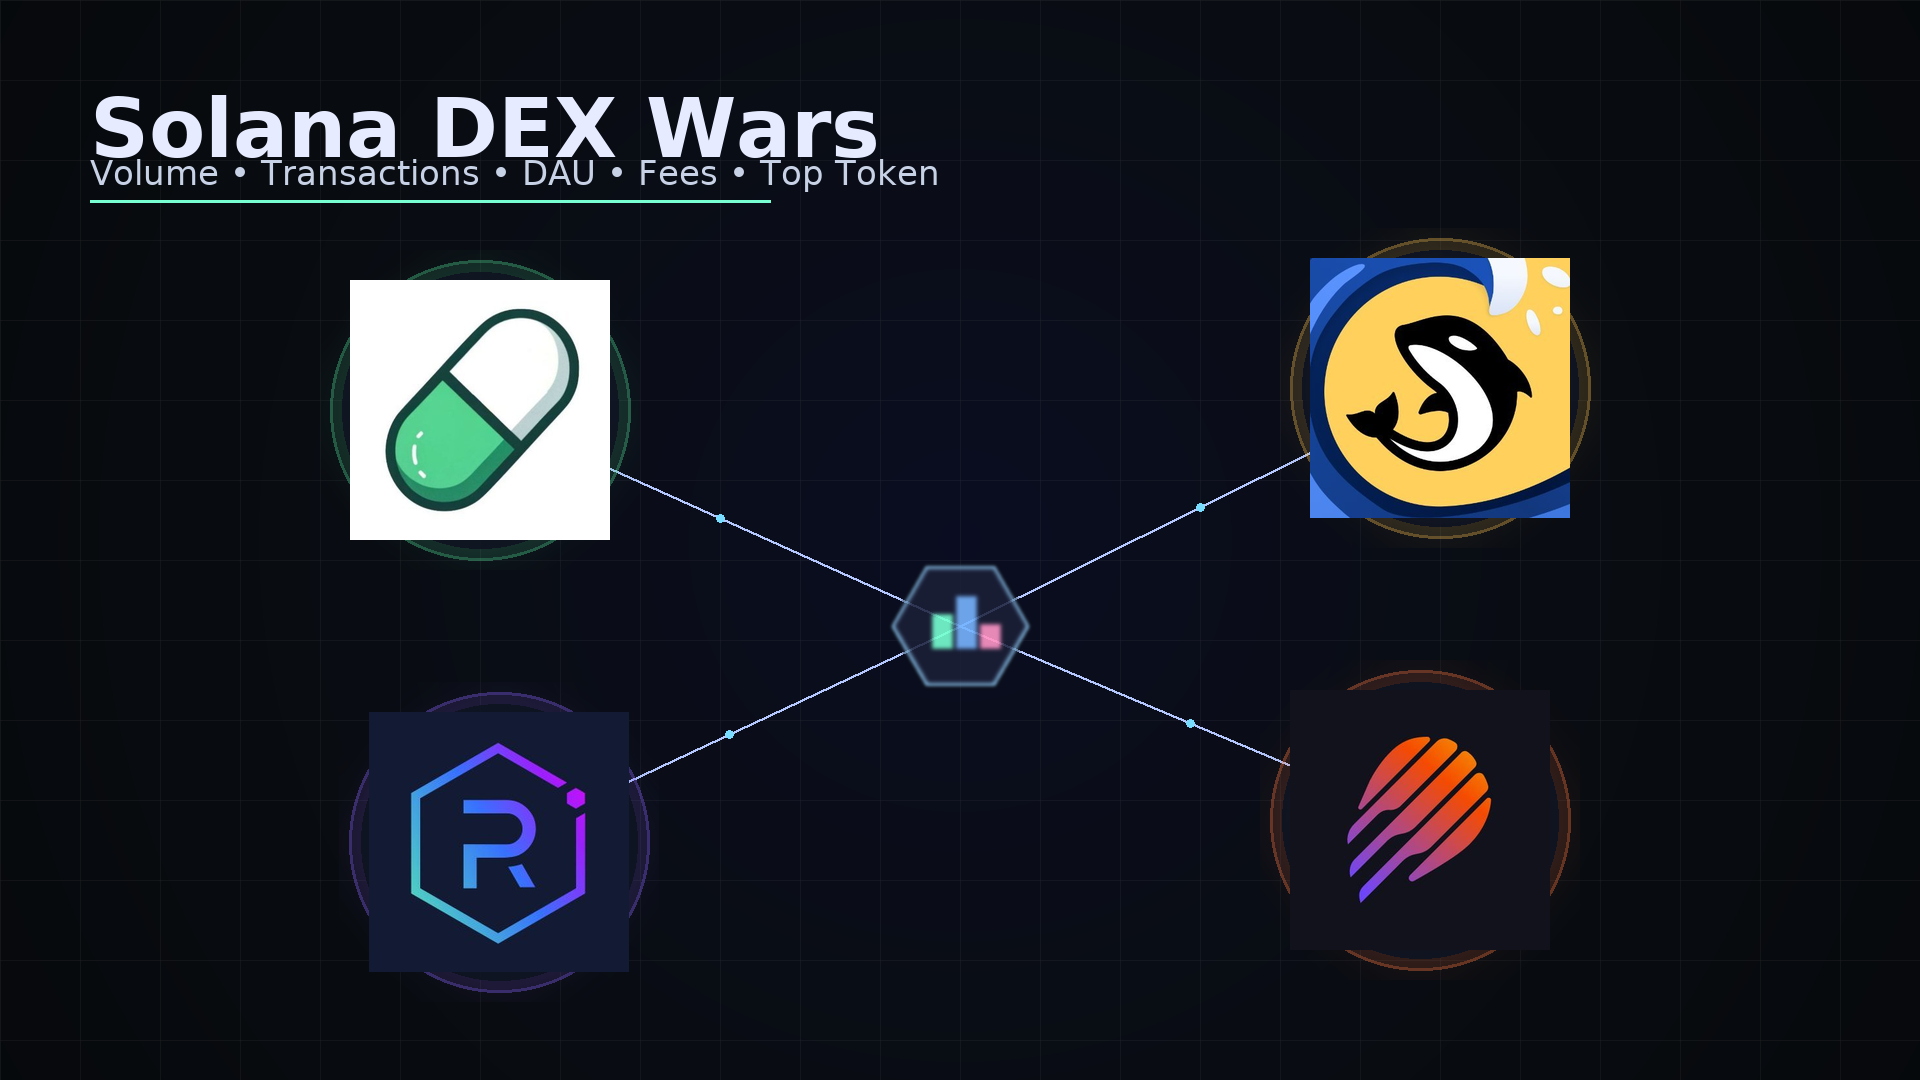 Solana DEX Wars
Volume • Transactions • DAU • Fees • Top Token
R